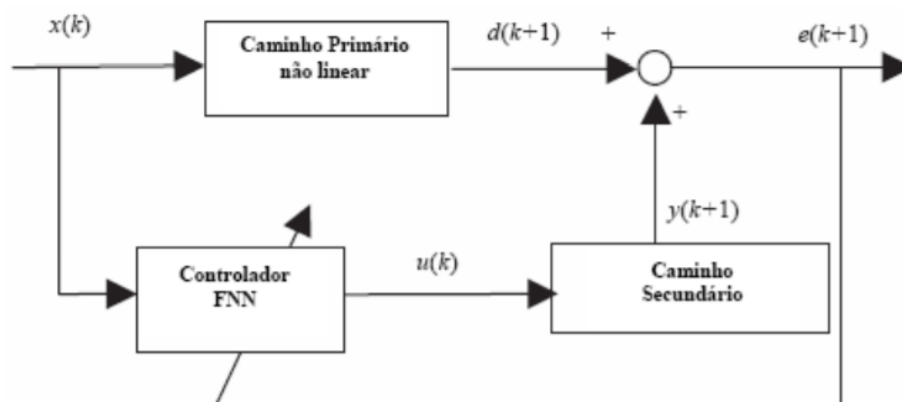 x(k)
Caminho Primário
não linear
d(k+1)
+
e(k+1)
+
y(k+1)
Controlador
FNN
u(k)
Caminho
Secundário